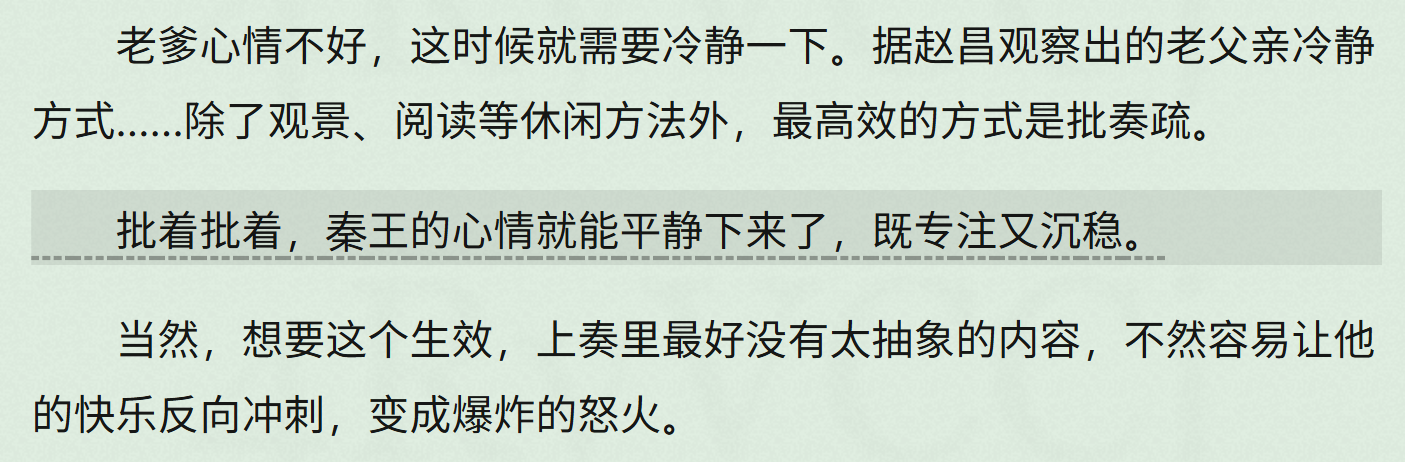 老爹心情不好，这时候就需要冷静一下。据赵昌观察出的老父亲冷静
方式……除了观景、阅读等休闲方法外，最高效的方式是批奏疏。
批着批着，秦王的心情就能平静下来了，既专注又沉稳。
当然，想要这个生效，上奏里最好没有太抽象的内容，不然容易让他
的快乐反向冲刺，变成爆炸的怒火。